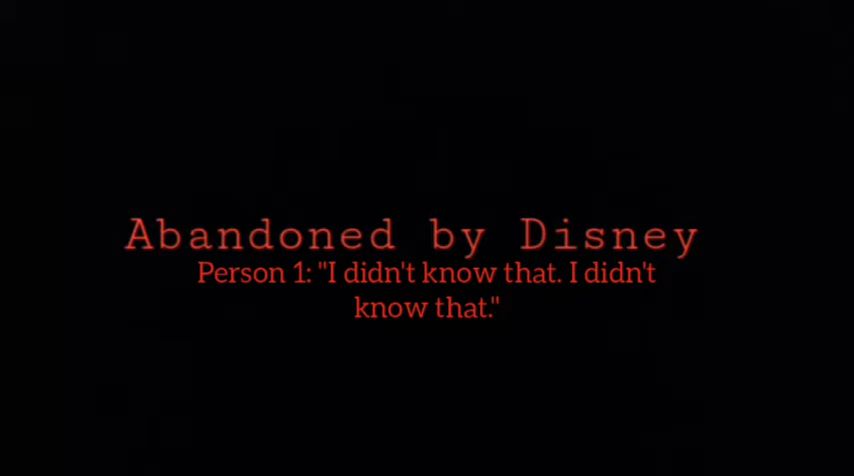 Abandoned by Disney
Person 1: "I didn't know that. I didn't
know that."